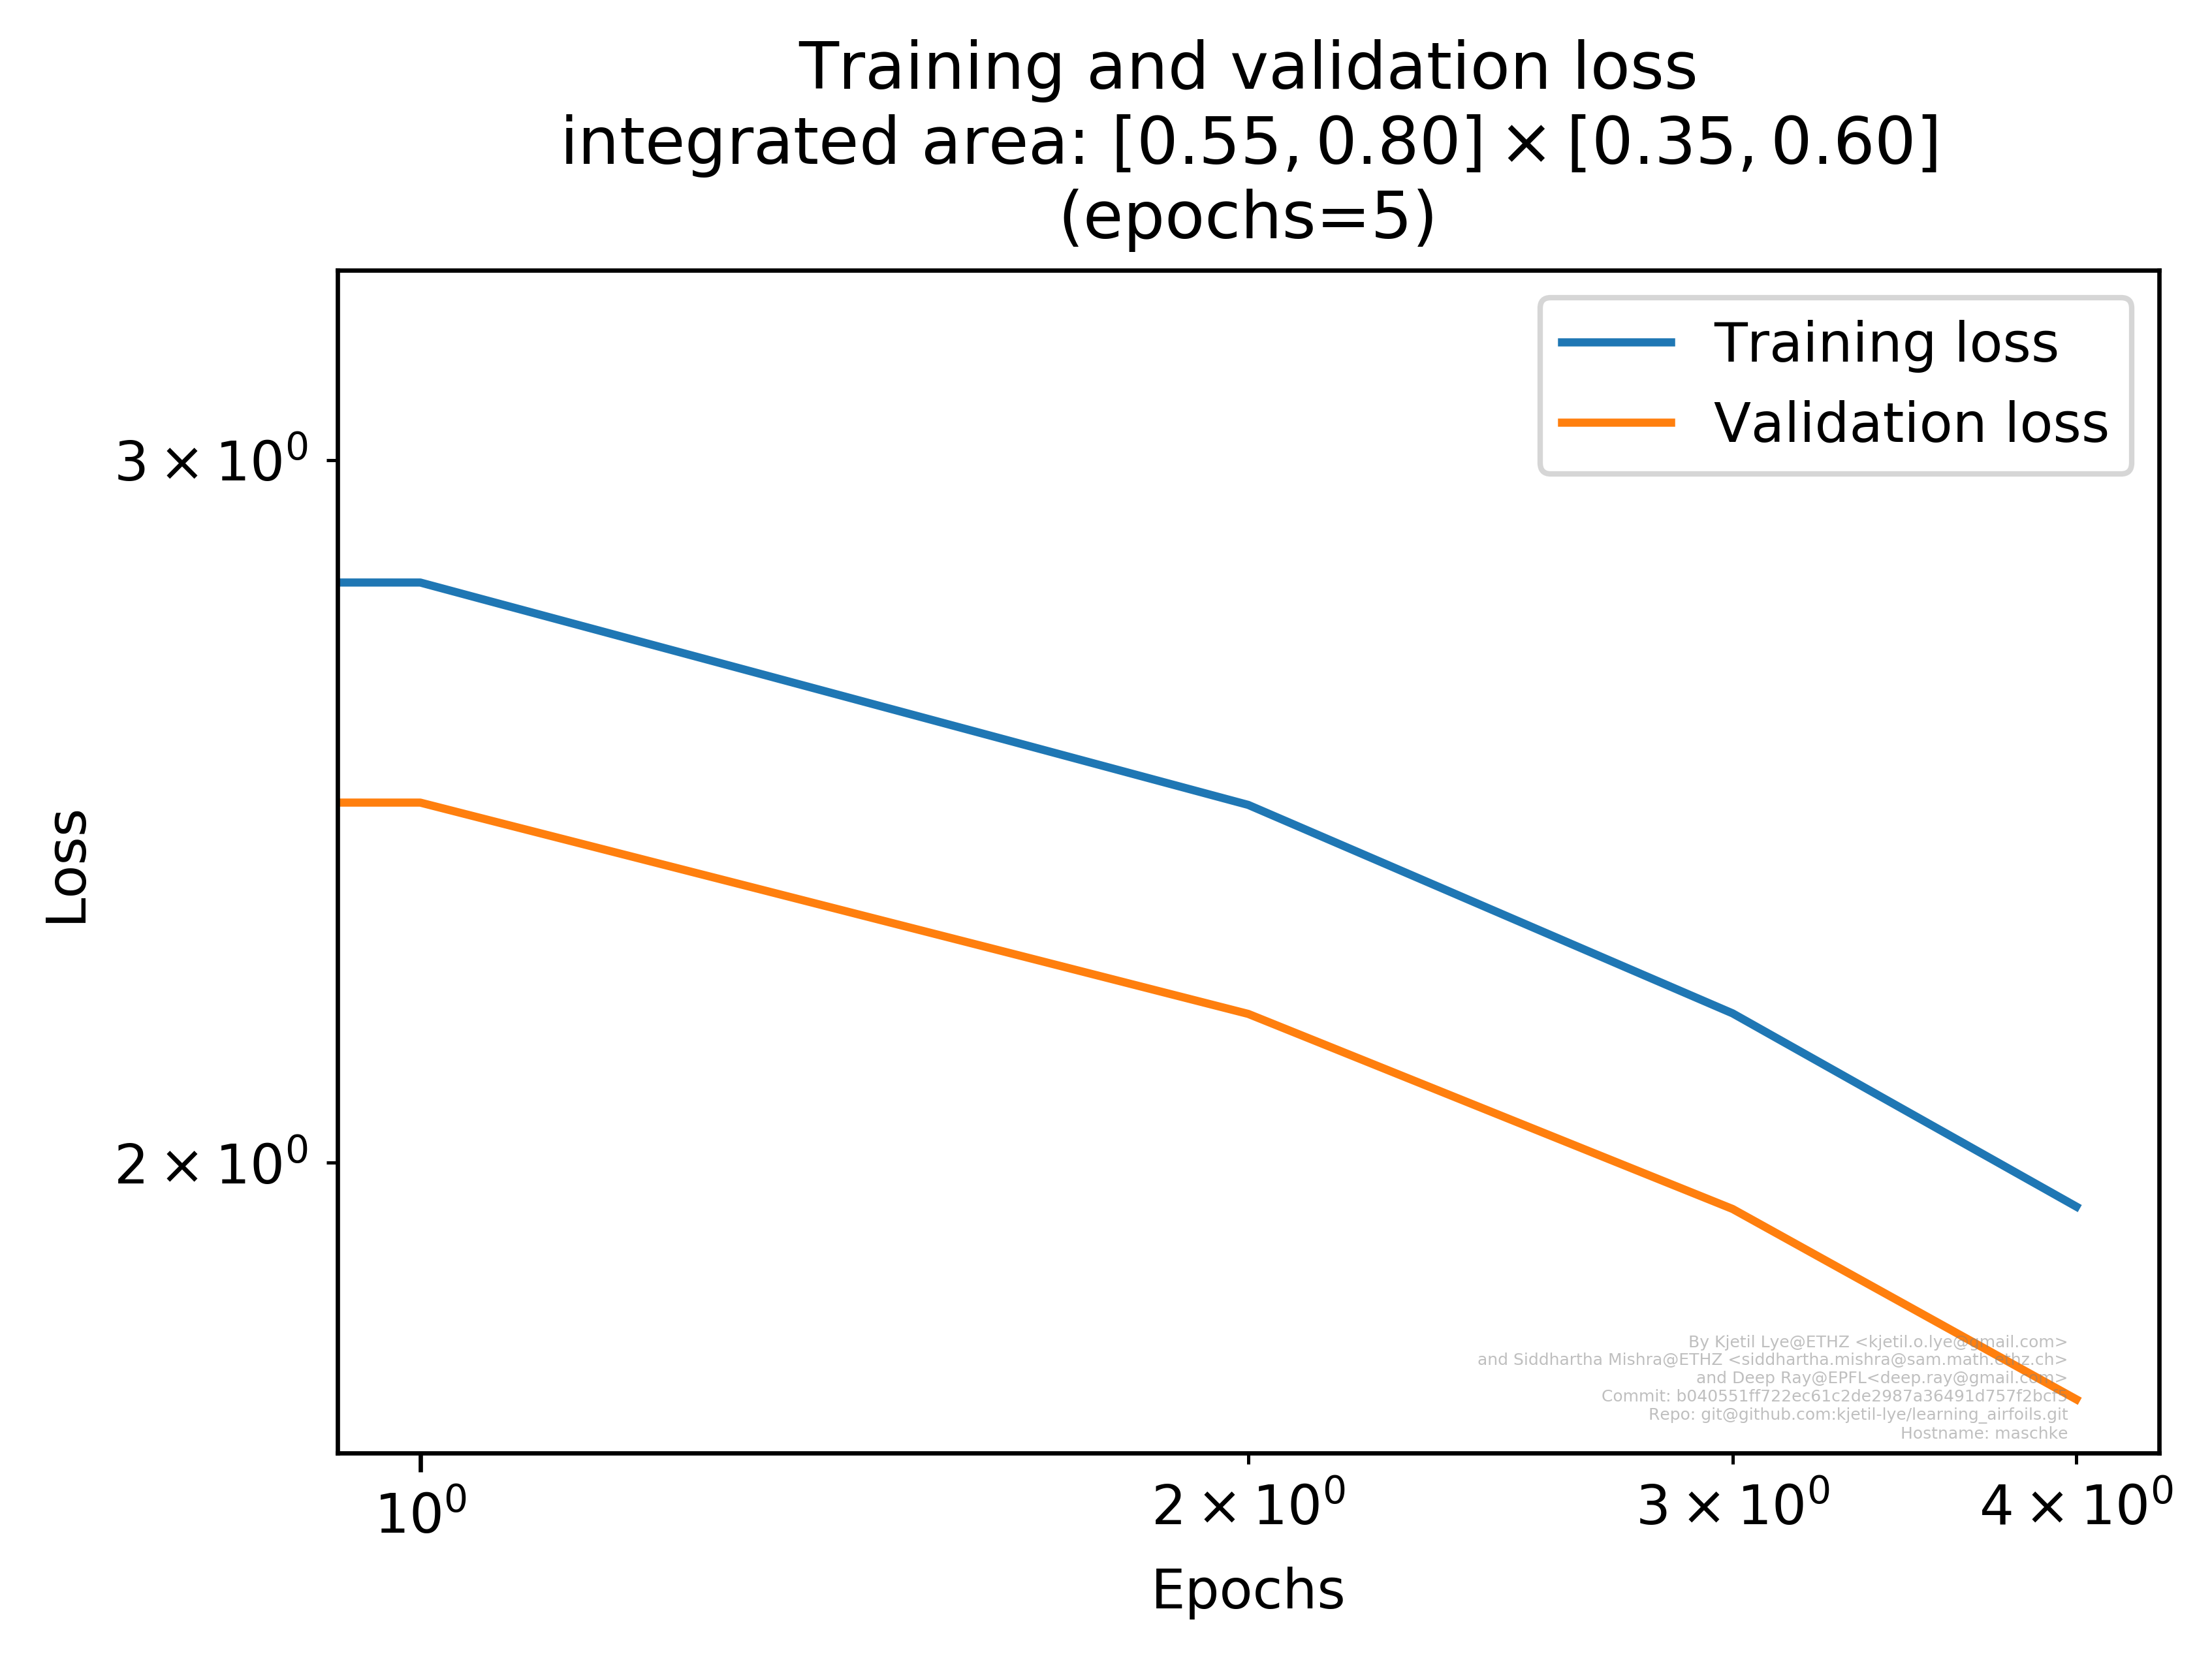 Training and validation loss
integrated area: [0.55, 0.80] × [0.35, 0.60]
(epochs=5)
Training loss
Validation loss
3 × 10⁰
2 × 10⁰
Loss
By Kjetil Lye@ETHZ <kjetil.o.lye@gmail.com>
and Siddhartha Mishra@ETHZ <siddhartha.mishra@sam.math.ethz.ch>
and Deep Ray@EPFL<deep.ray@gmail.com>
Commit:
Repo: git@github.com:kjetil-lye/learning_airfoils.git
Hostname: maschke
10⁰ 2 × 10⁰ 3 × 10⁰ 4 × 10⁰
Epochs